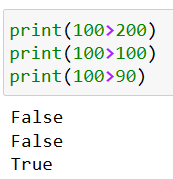 print(100>200)
print(100>100)
print(100>90)
False
False
True